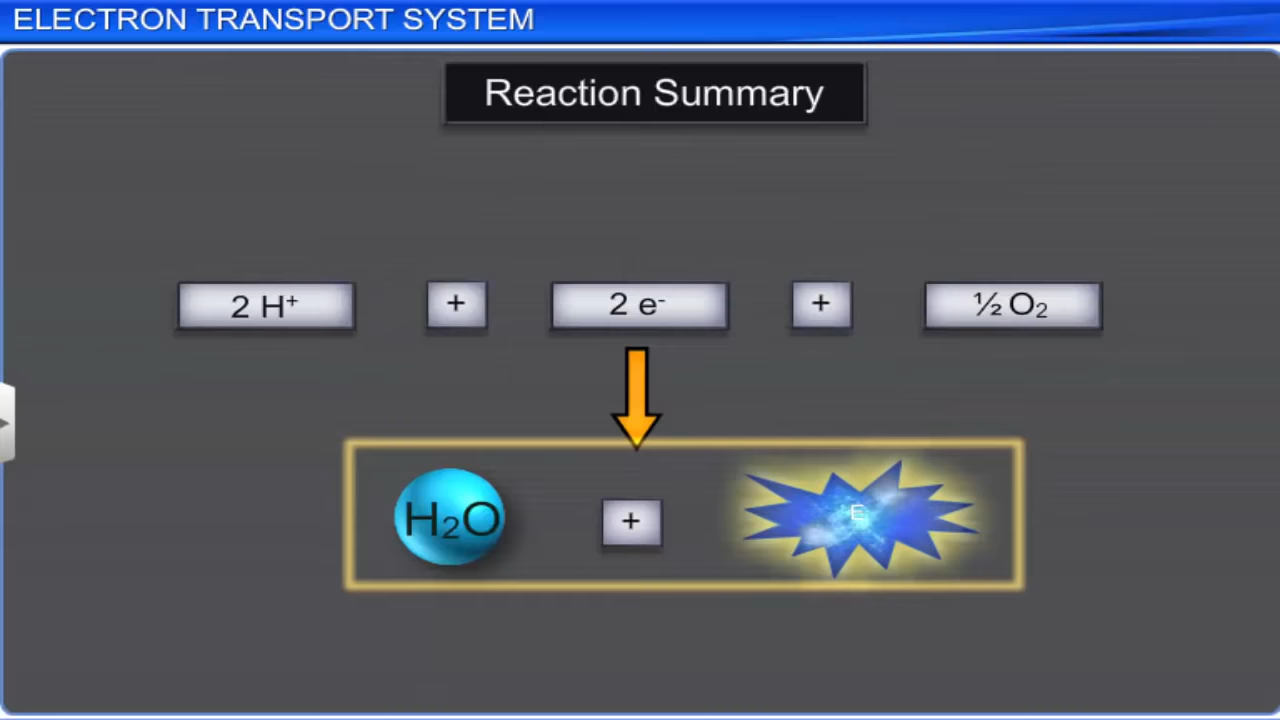 ELECTRON TRANSPORT SYSTEM
Reaction Summary
2 H⁺ + 2 e⁻ + ½ O₂
H₂O + E